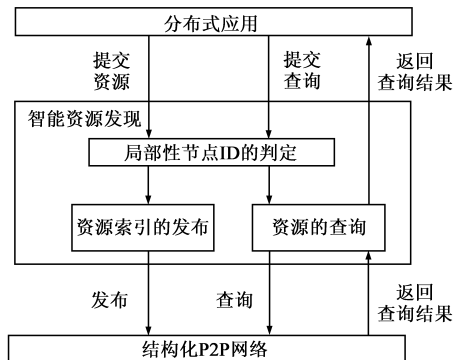 分布式应用
提交
资源
提交
查询
返回
查询结果
智能资源发现
局部性节点ID的判定
资源索引的发布
资源的查询
发布
查询
返回
查询结果
结构化P2P网络